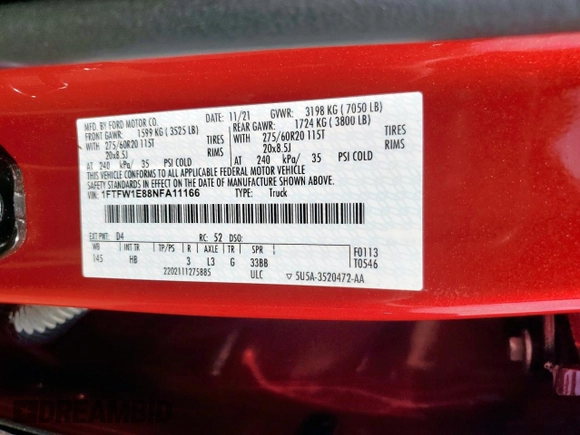 MFD. BY FORD MOTOR CO.
DATE: 11/21 GVWR: 3198 KG ( 7050 LB)
FRONT GAWR: 1599 KG ( 3525 LB) REAR GAWR: 1724 KG ( 3800 LB)
WITH 275/60R20 115T TIRES WITH 275/60R20 115T TIRES
20x8.5J RIMS 20x8.5J RIMS
AT 240 kPa/ 35 PSI COLD AT 240 kPa/ 35 PSI COLD
THIS VEHICLE CONFORMS TO ALL APPLICABLE FEDERAL MOTOR VEHICLE
SAFETY STANDARDS IN EFFECT ON THE DATE OF MANUFACTURE SHOWN ABOVE.
VIN: 1FTFW1E88NFA11166 TYPE: Truck
EXT PNT: D4 RC: 52 DSO:
WB INT TR TP/PS R AXLE TR SPR F0113
145 HB 3 L3 G 33BB T0546
2202111275885 ULC 5U5A-3520472-AA
DREAMBID